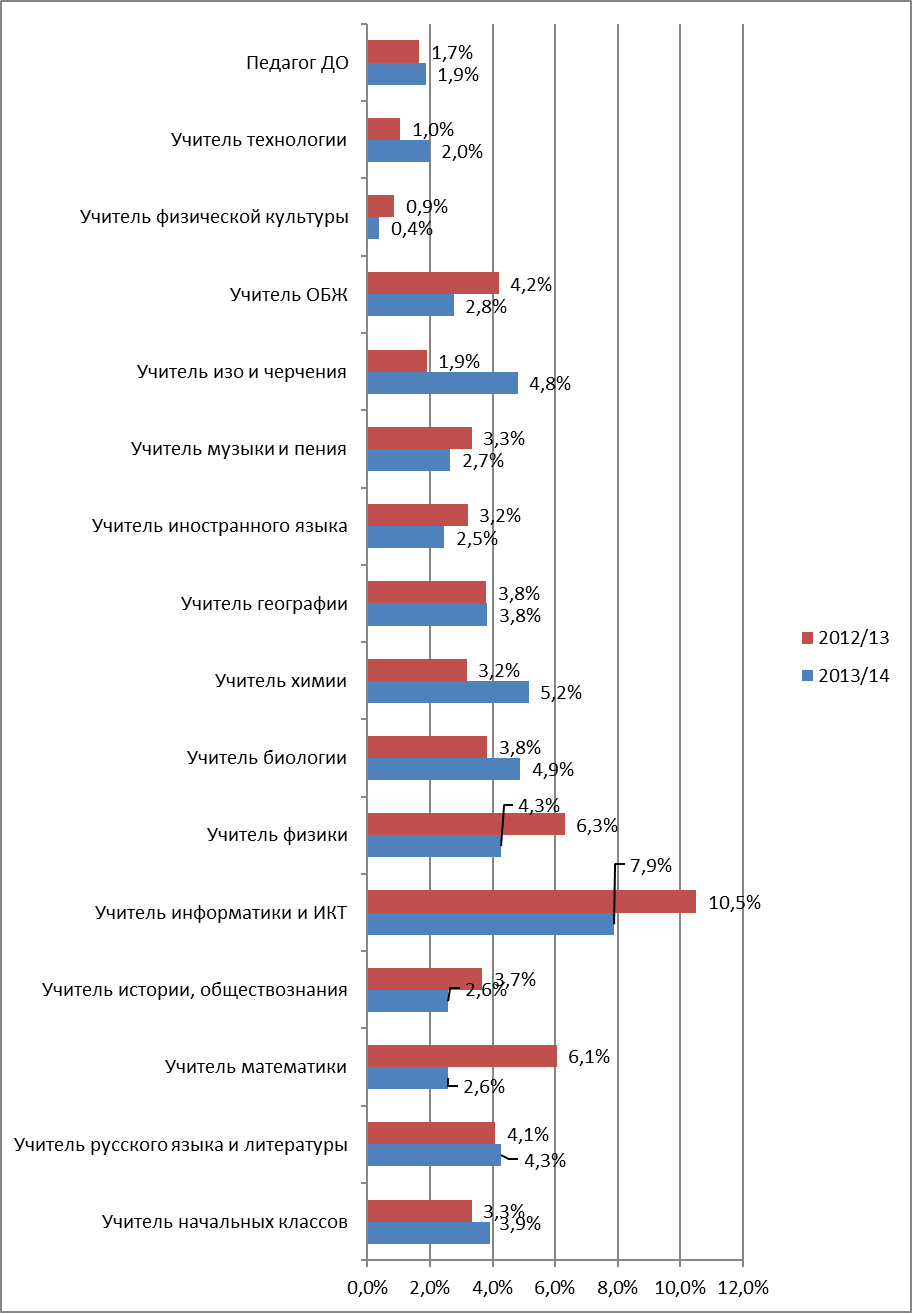 Педагог ДО
1,7%
1,9%
Учитель технологии
1,0%
2,0%
Учитель физической культуры
0,9%
0,4%
Учитель ОБЖ
4,2%
2,8%
Учитель изо и черчения
1,9%
4,8%
Учитель музыки и пения
3,3%
2,7%
Учитель иностранного языка
3,2%
2,5%
Учитель географии
3,8%
3,8%
Учитель химии
3,2%
5,2%
Учитель биологии
3,8%
4,9%
Учитель физики
4,3%
6,3%
Учитель информатики и ИКТ
7,9%
10,5%
Учитель истории, обществознания
3,7%
2,6%
Учитель математики
6,1%
2,6%
Учитель русского языка и литературы
4,1%
4,3%
Учитель начальных классов
3,3%
3,9%
0,0% 2,0% 4,0% 6,0% 8,0% 10,0% 12,0%
2012/13
2013/14